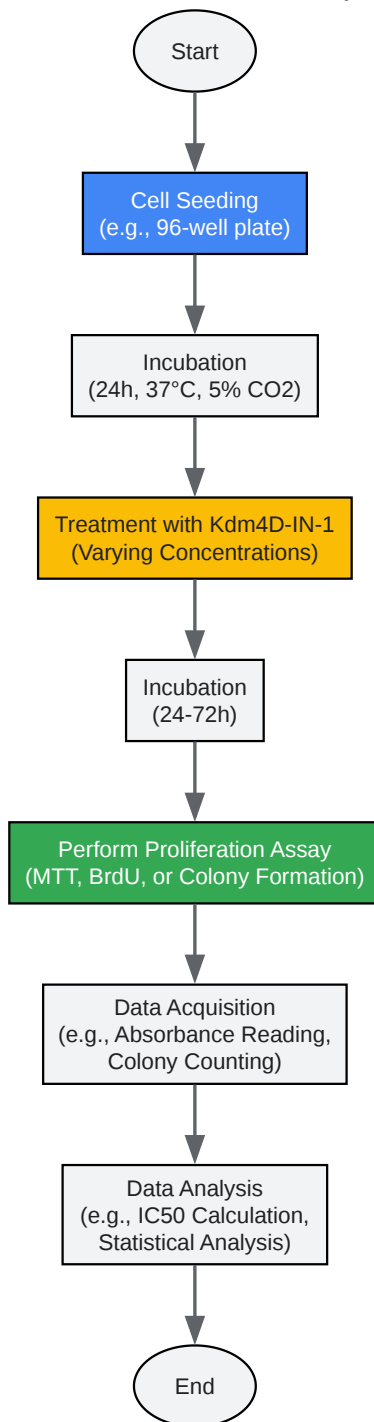 Start
Cell Seeding
(e.g., 96-well plate)
Incubation
(24h, 37°C, 5% CO2)
Treatment with Kdm4D-IN-1
(Varying Concentrations)
Incubation
(24-72h)
Perform Proliferation Assay
(MTT, BrdU, or Colony Formation)
Data Acquisition
(e.g., Absorbance Reading,
Colony Counting)
Data Analysis
(e.g., IC50 Calculation,
Statistical Analysis)
End